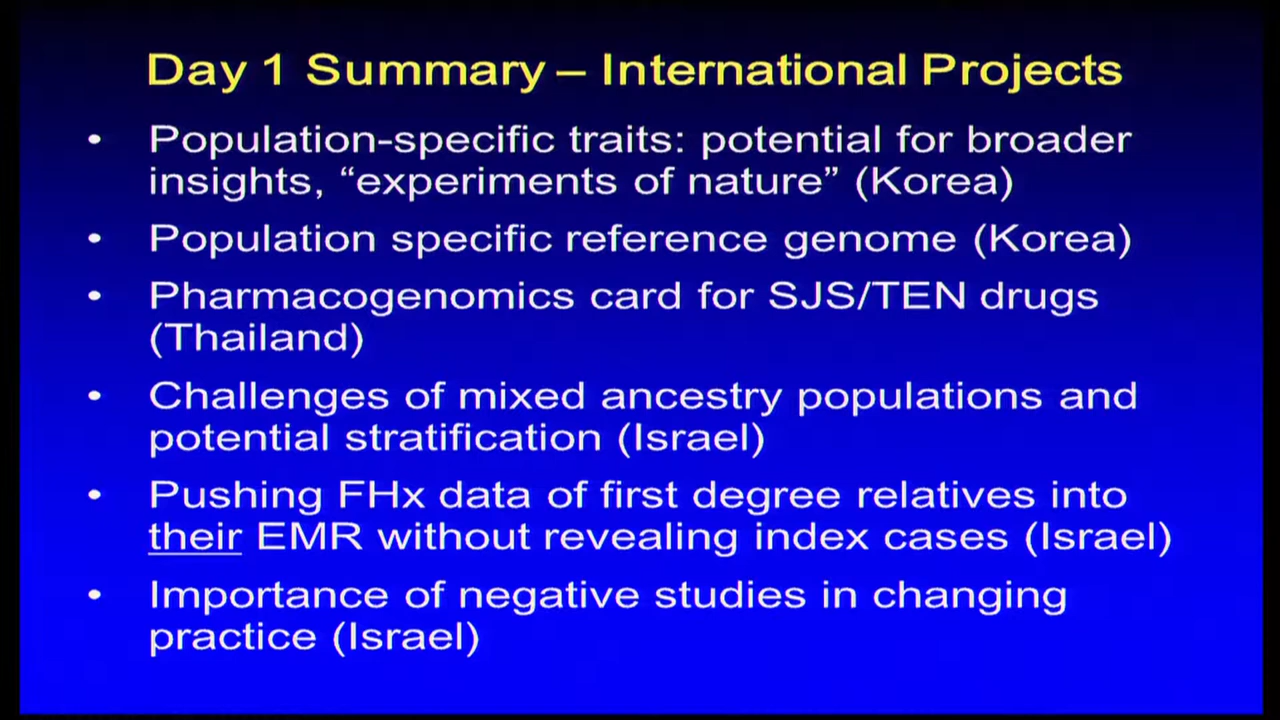 Day 1 Summary – International Projects
• Population-specific traits: potential for broader
insights, “experiments of nature” (Korea)
• Population specific reference genome (Korea)
• Pharmacogenomics card for SJS/TEN drugs
(Thailand)
• Challenges of mixed ancestry populations and
potential stratification (Israel)
• Pushing FHx data of first degree relatives into
their EMR without revealing index cases (Israel)
• Importance of negative studies in changing
practice (Israel)